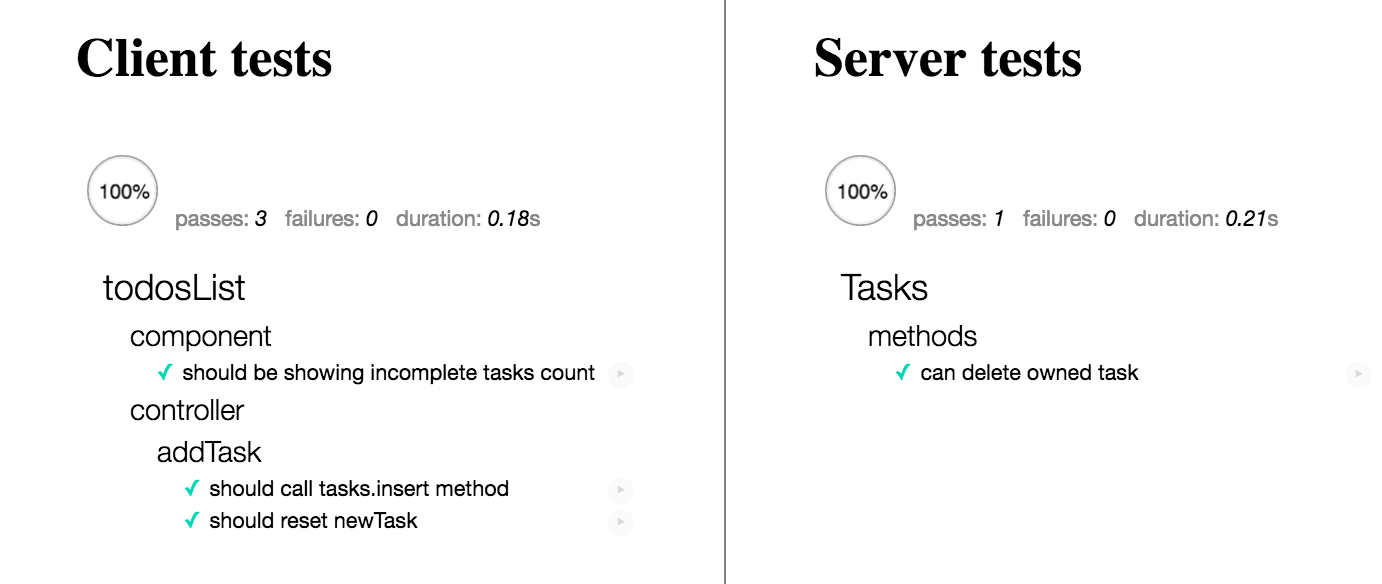 Client tests
100%
passes: 3 failures: 0 duration: 0.18s
todosList
component
✓ should be showing incomplete tasks count
controller
addTask
✓ should call tasks.insert method
✓ should reset newTask
Server tests
100%
passes: 1 failures: 0 duration: 0.21s
Tasks
methods
✓ can delete owned task